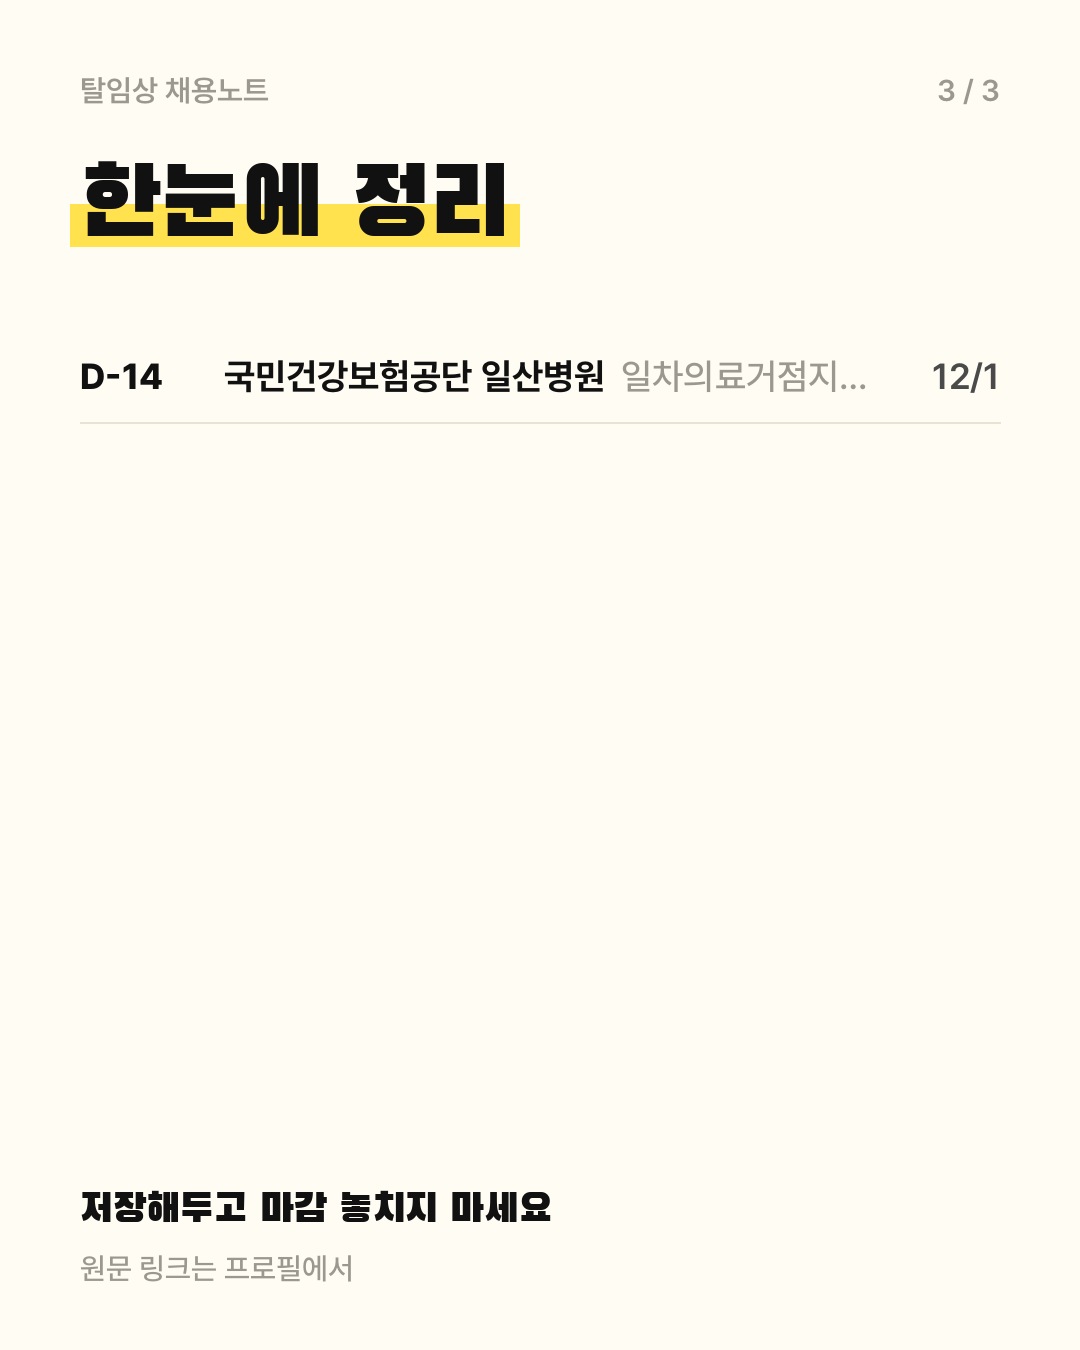 탈임상 채용노트 3 / 3
한눈에 정리
D-14 국민건강보험공단 일산병원 일차의료거점지... 12/1
저장해두고 마감 놓치지 마세요
원문 링크는 프로필에서